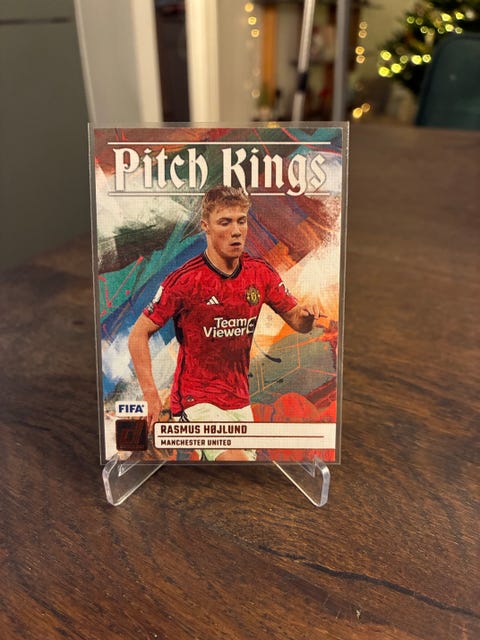 Pitch Kings
Team
Viewer
FIFA
RASMUS HØJLUND
MANCHESTER UNITED